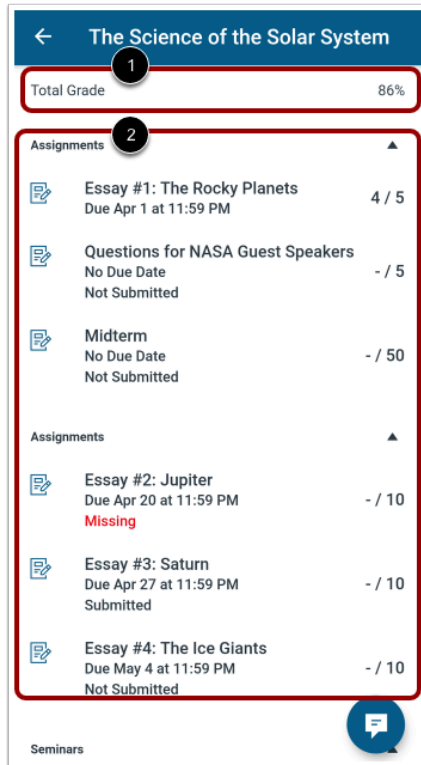 The Science of the Solar System
1
Total Grade 86%
2
Assignments
Essay #1: The Rocky Planets
Due Apr 1 at 11:59 PM
4 / 5
Questions for NASA Guest Speakers
No Due Date
Not Submitted
- / 5
Midterm
No Due Date
Not Submitted
- / 50
Assignments
Essay #2: Jupiter
Due Apr 20 at 11:59 PM
Missing
- / 10
Essay #3: Saturn
Due Apr 27 at 11:59 PM
Submitted
- / 10
Essay #4: The Ice Giants
Due May 4 at 11:59 PM
Not Submitted
- / 10
Seminars